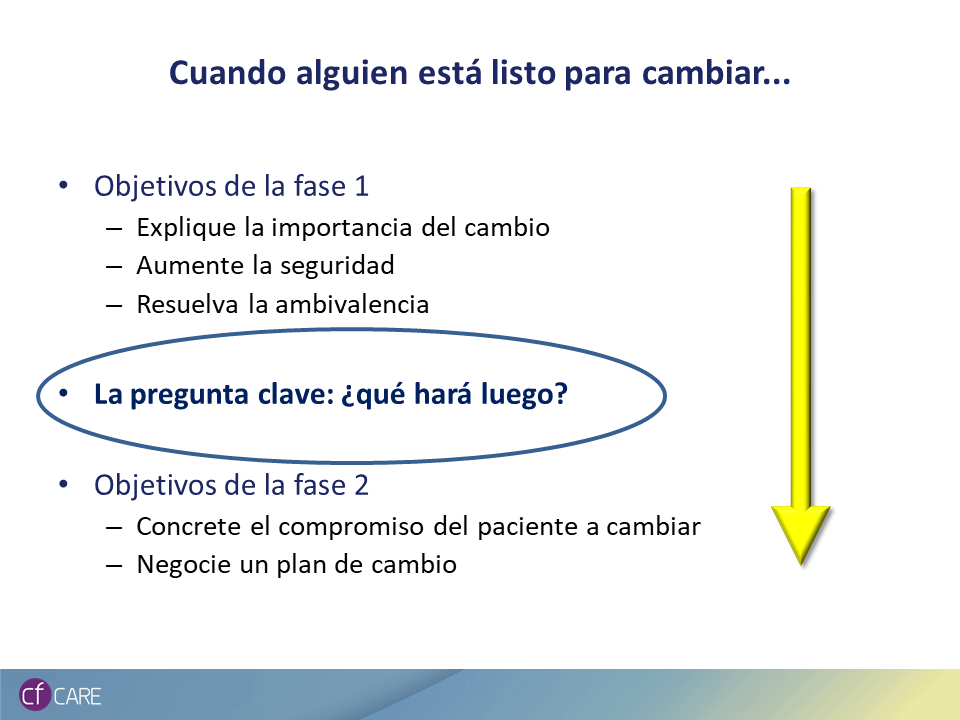 Cuando alguien está listo para cambiar...
• Objetivos de la fase 1
– Explique la importancia del cambio
– Aumente la seguridad
– Resuelva la ambivalencia
• La pregunta clave: ¿qué hará luego?
• Objetivos de la fase 2
– Concrete el compromiso del paciente a cambiar
– Negocie un plan de cambio
cf CARE